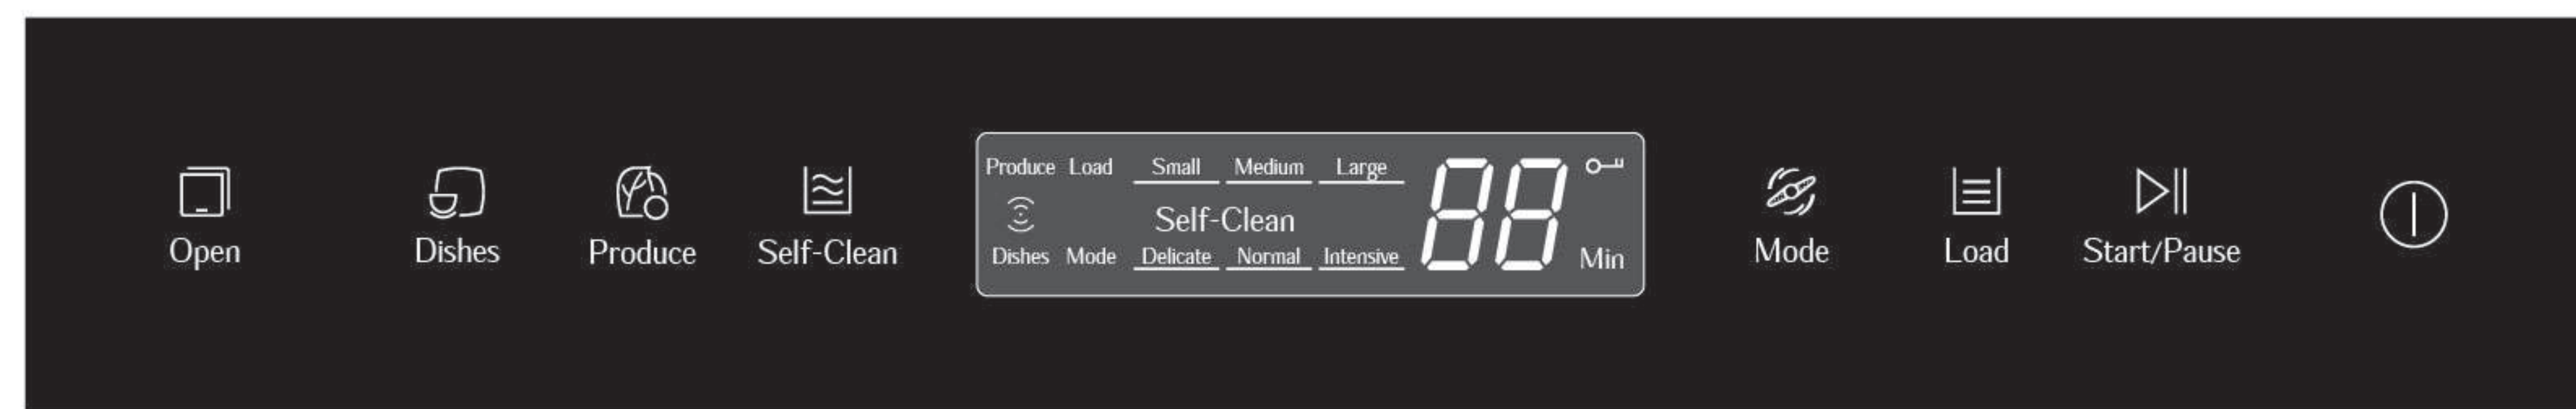 Open
Dishes
Produce
Self-Clean
Produce Load Small Medium Large
Self-Clean
Dishes Mode Delicate Normal Intensive
88
Min
Mode
Load
Start/Pause